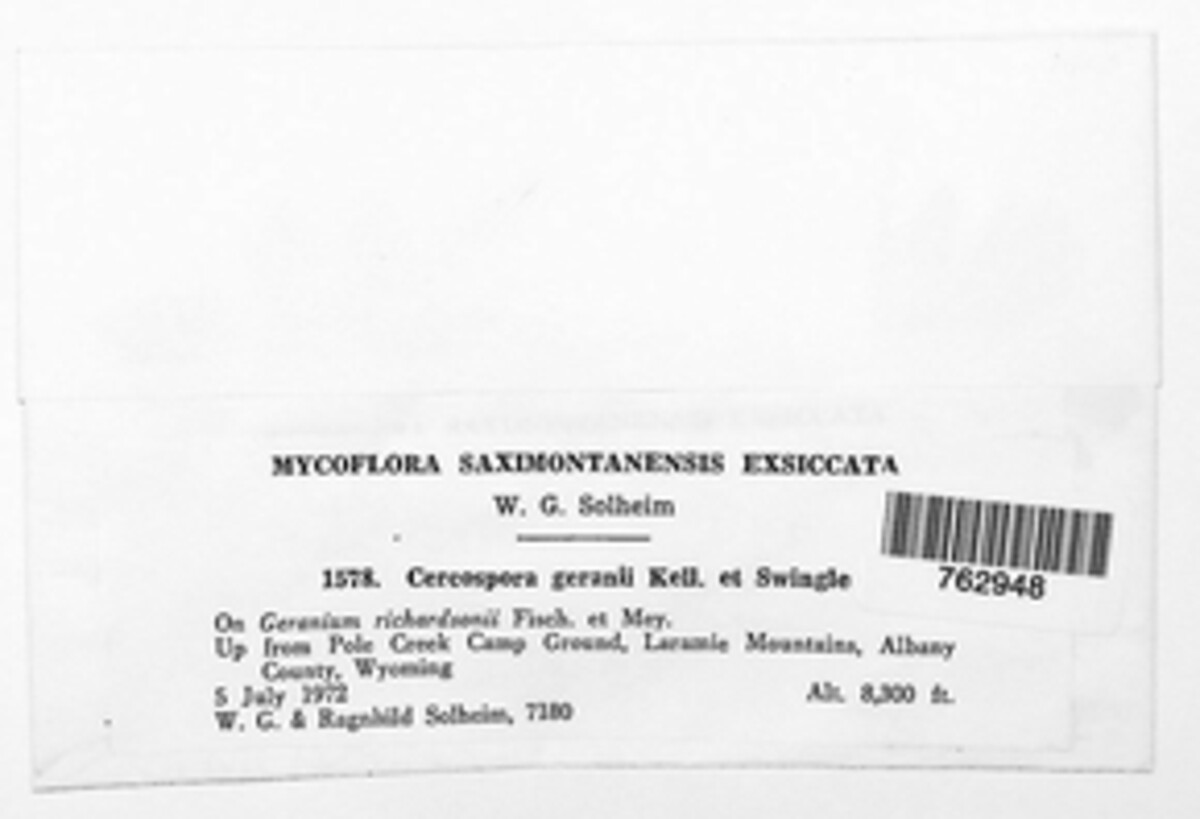 MYCOFLORA SAXIMONTANENSIS EXSICCATA
W. G. Solheim
1578. Cercospora geranii Kell. et Swingle
762948
On Geranium richardsonii Fisch. et Mey.
Up from Pole Creek Camp Ground, Laramie Mountains, Albany
County, Wyoming
5 July 1972 Alt. 8,300 ft.
W. G. & Ragnhild Solheim, 7180